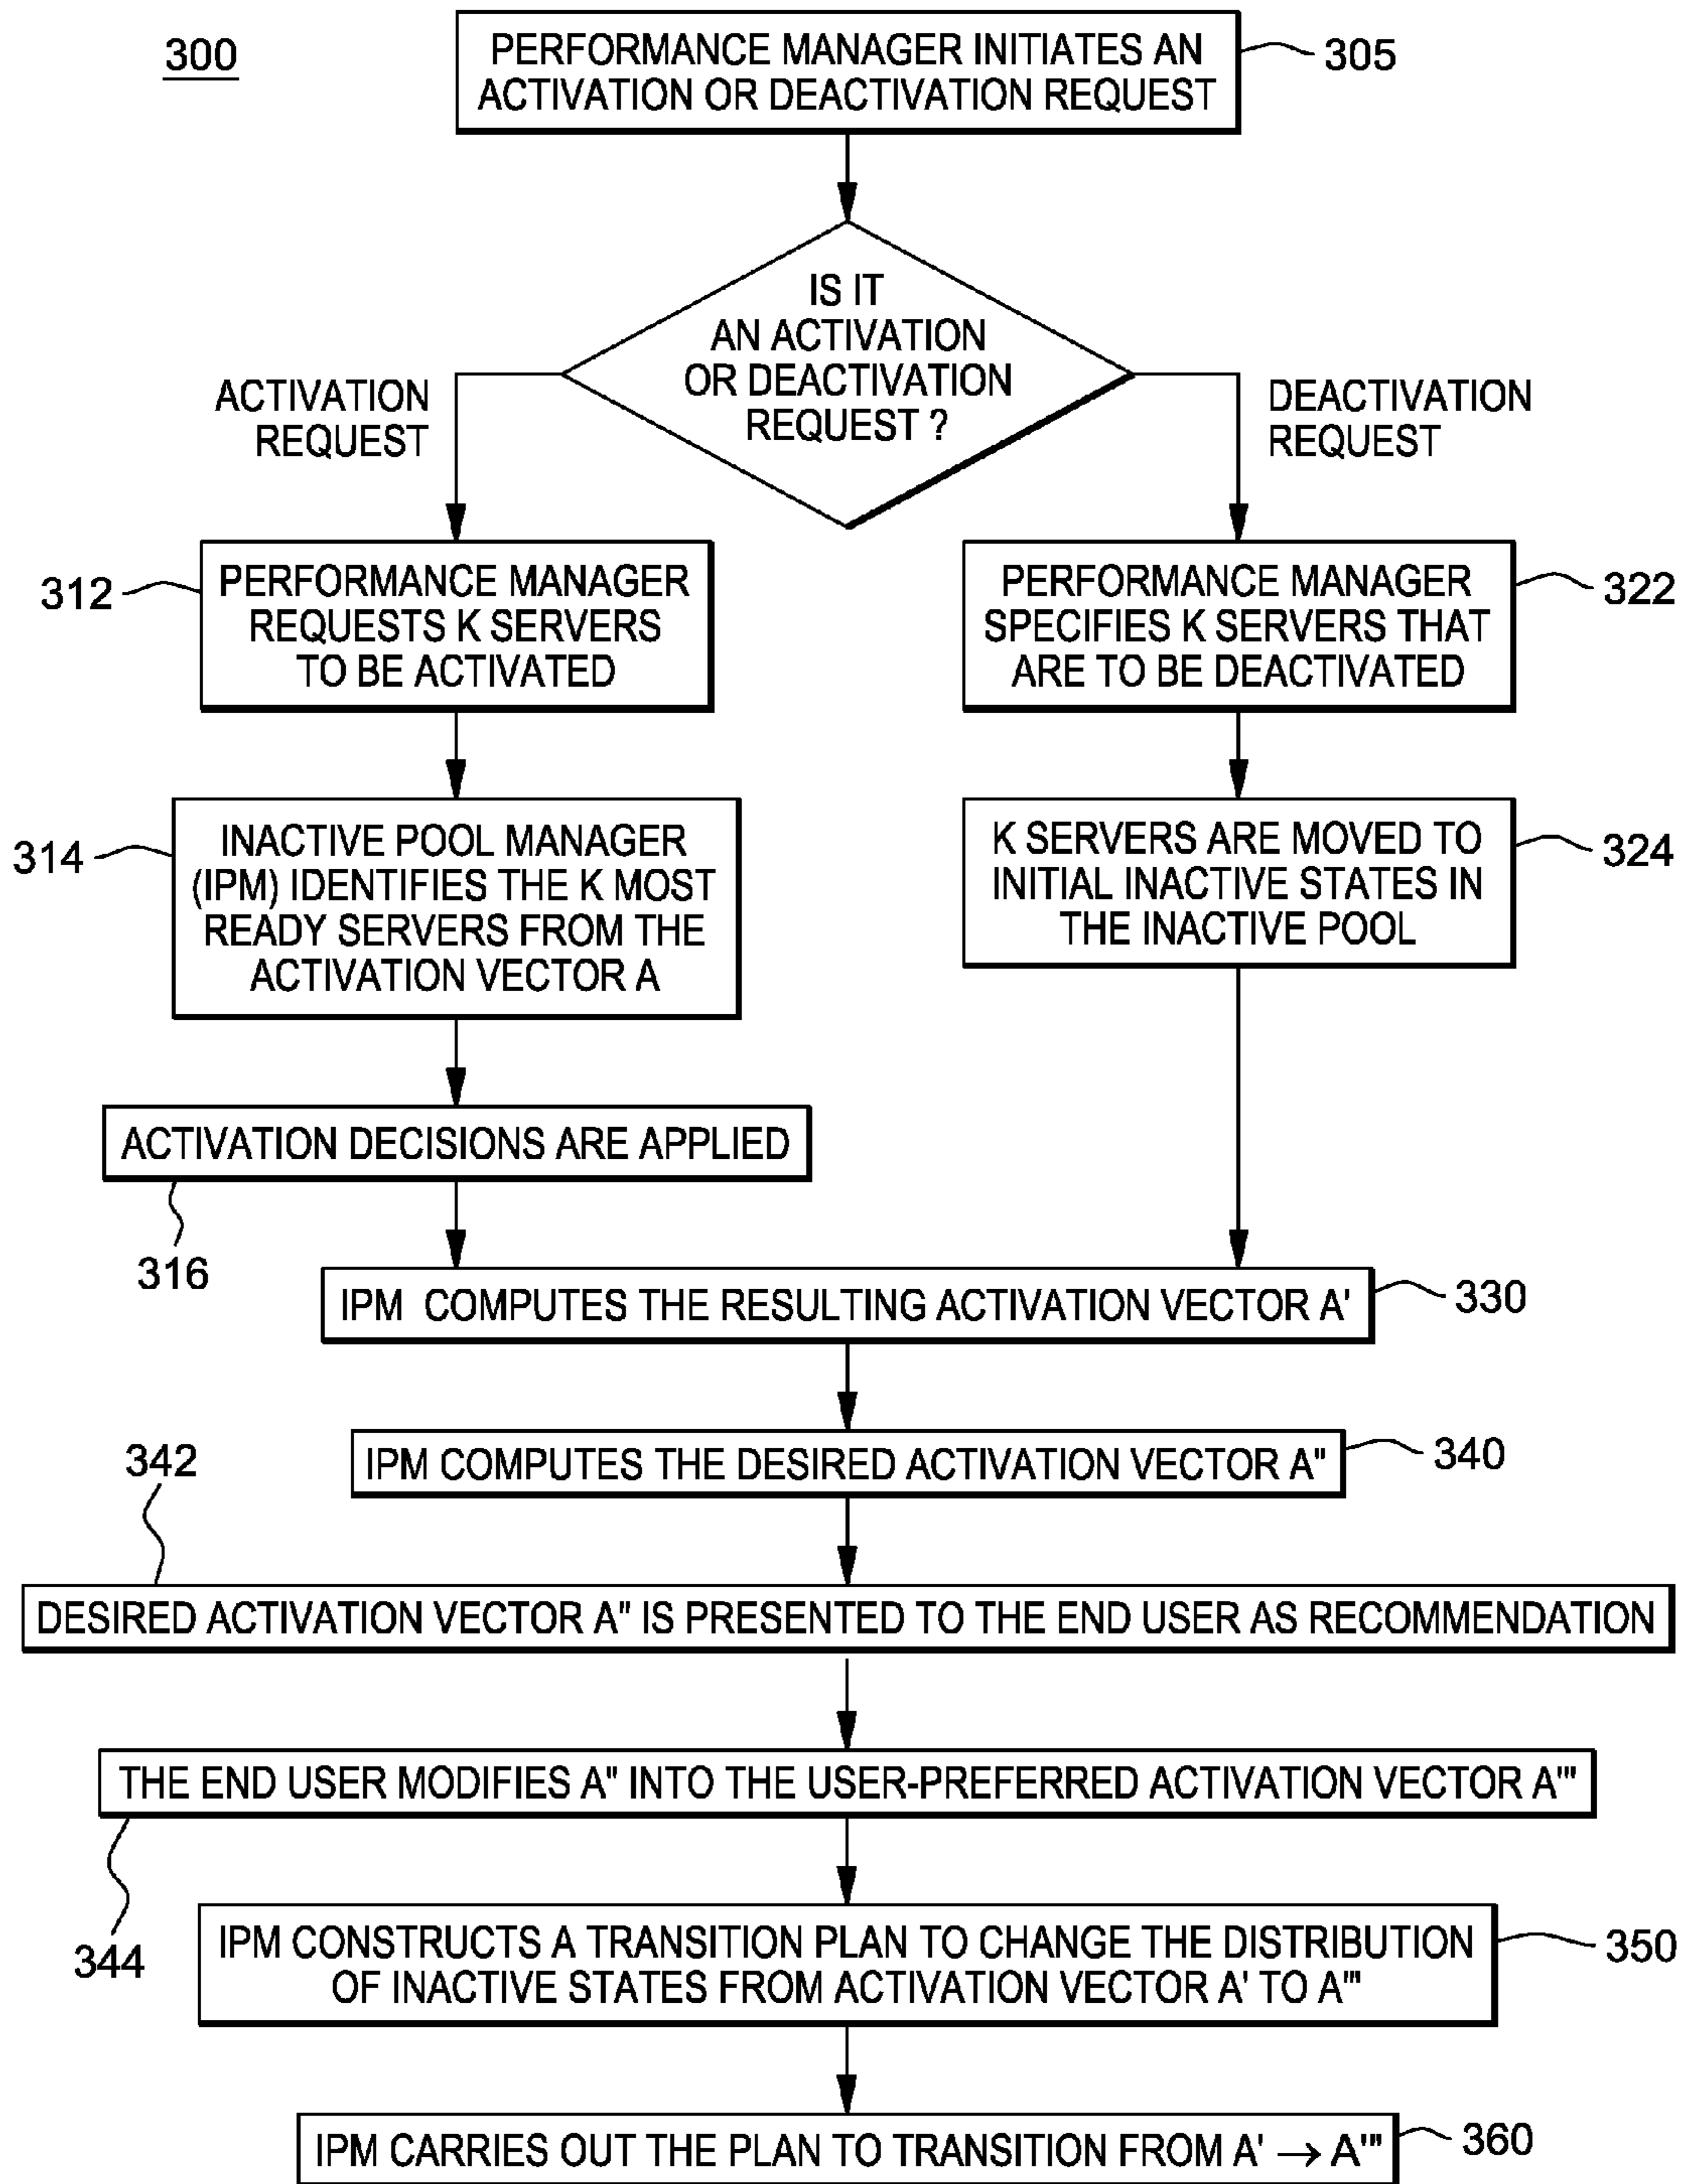 300
PERFORMANCE MANAGER INITIATES AN
ACTIVATION OR DEACTIVATION REQUEST
305
IS IT
AN ACTIVATION
OR DEACTIVATION
REQUEST ?
ACTIVATION
REQUEST
DEACTIVATION
REQUEST
312
PERFORMANCE MANAGER
REQUESTS K SERVERS
TO BE ACTIVATED
PERFORMANCE MANAGER
SPECIFIES K SERVERS THAT
ARE TO BE DEACTIVATED
322
314
INACTIVE POOL MANAGER
(IPM) IDENTIFIES THE K MOST
READY SERVERS FROM THE
ACTIVATION VECTOR A
K SERVERS ARE MOVED TO
INITIAL INACTIVE STATES IN
THE INACTIVE POOL
324
ACTIVATION DECISIONS ARE APPLIED
316
IPM COMPUTES THE RESULTING ACTIVATION VECTOR A'
330
IPM COMPUTES THE DESIRED ACTIVATION VECTOR A"
340
342
DESIRED ACTIVATION VECTOR A" IS PRESENTED TO THE END USER AS RECOMMENDATION
THE END USER MODIFIES A" INTO THE USER-PREFERRED ACTIVATION VECTOR A'"
344
IPM CONSTRUCTS A TRANSITION PLAN TO CHANGE THE DISTRIBUTION
OF INACTIVE STATES FROM ACTIVATION VECTOR A' TO A'"
350
IPM CARRIES OUT THE PLAN TO TRANSITION FROM A' → A'"
360